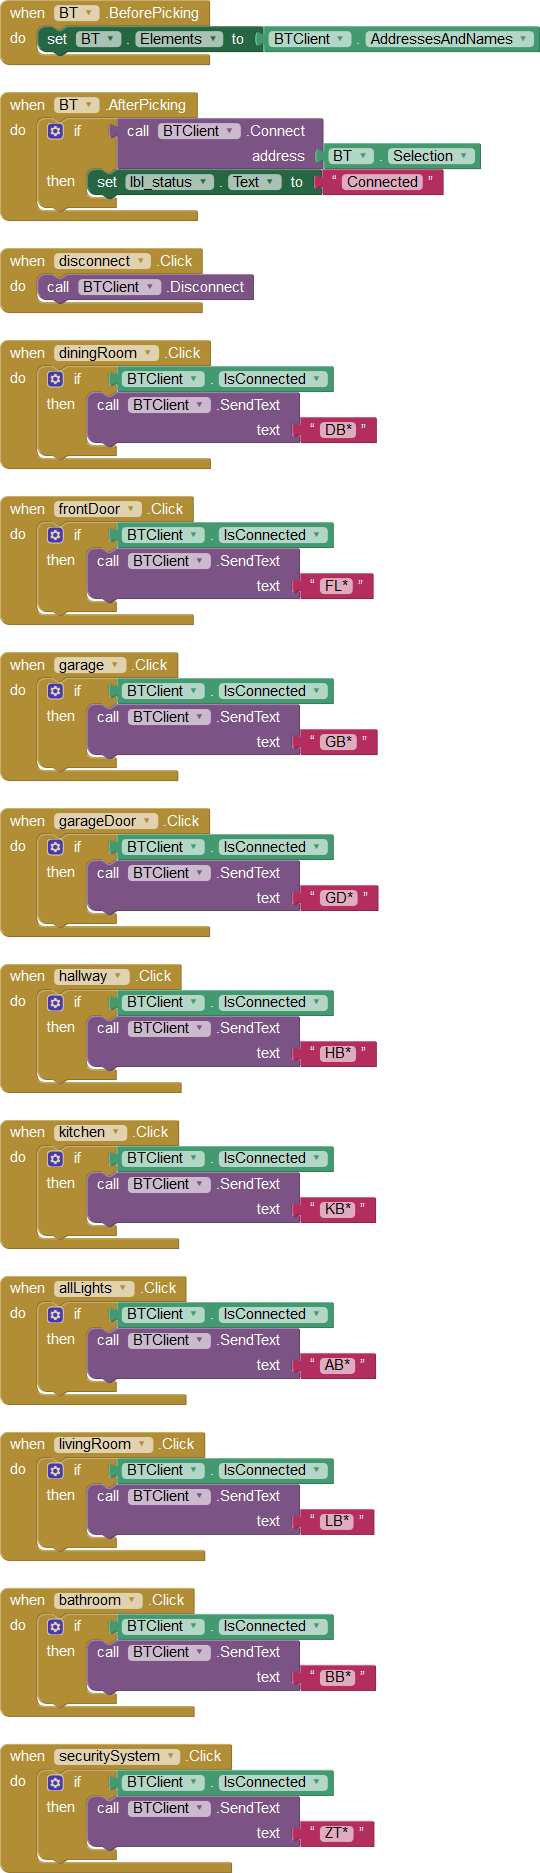 when BT .BeforePicking
do set BT . Elements to BTClient . AddressesAndNames
when BT .AfterPicking
do if call BTClient .Connect
address BT . Selection
then set lbl_status . Text to “ Connected ”
when disconnect .Click
do call BTClient .Disconnect
when diningRoom .Click
do if BTClient . IsConnected
then call BTClient .SendText
text “ DB* ”
when frontDoor .Click
do if BTClient . IsConnected
then call BTClient .SendText
text “ FL* ”
when garage .Click
do if BTClient . IsConnected
then call BTClient .SendText
text “ GB* ”
when garageDoor .Click
do if BTClient . IsConnected
then call BTClient .SendText
text “ GD* ”
when hallway .Click
do if BTClient . IsConnected
then call BTClient .SendText
text “ HB* ”
when kitchen .Click
do if BTClient . IsConnected
then call BTClient .SendText
text “ KB* ”
when allLights .Click
do if BTClient . IsConnected
then call BTClient .SendText
text “ AB* ”
when livingRoom .Click
do if BTClient . IsConnected
then call BTClient .SendText
text “ LB* ”
when bathroom .Click
do if BTClient . IsConnected
then call BTClient .SendText
text “ BB* ”
when securitySystem .Click
do if BTClient . IsConnected
then call BTClient .SendText
text “ ZT* ”